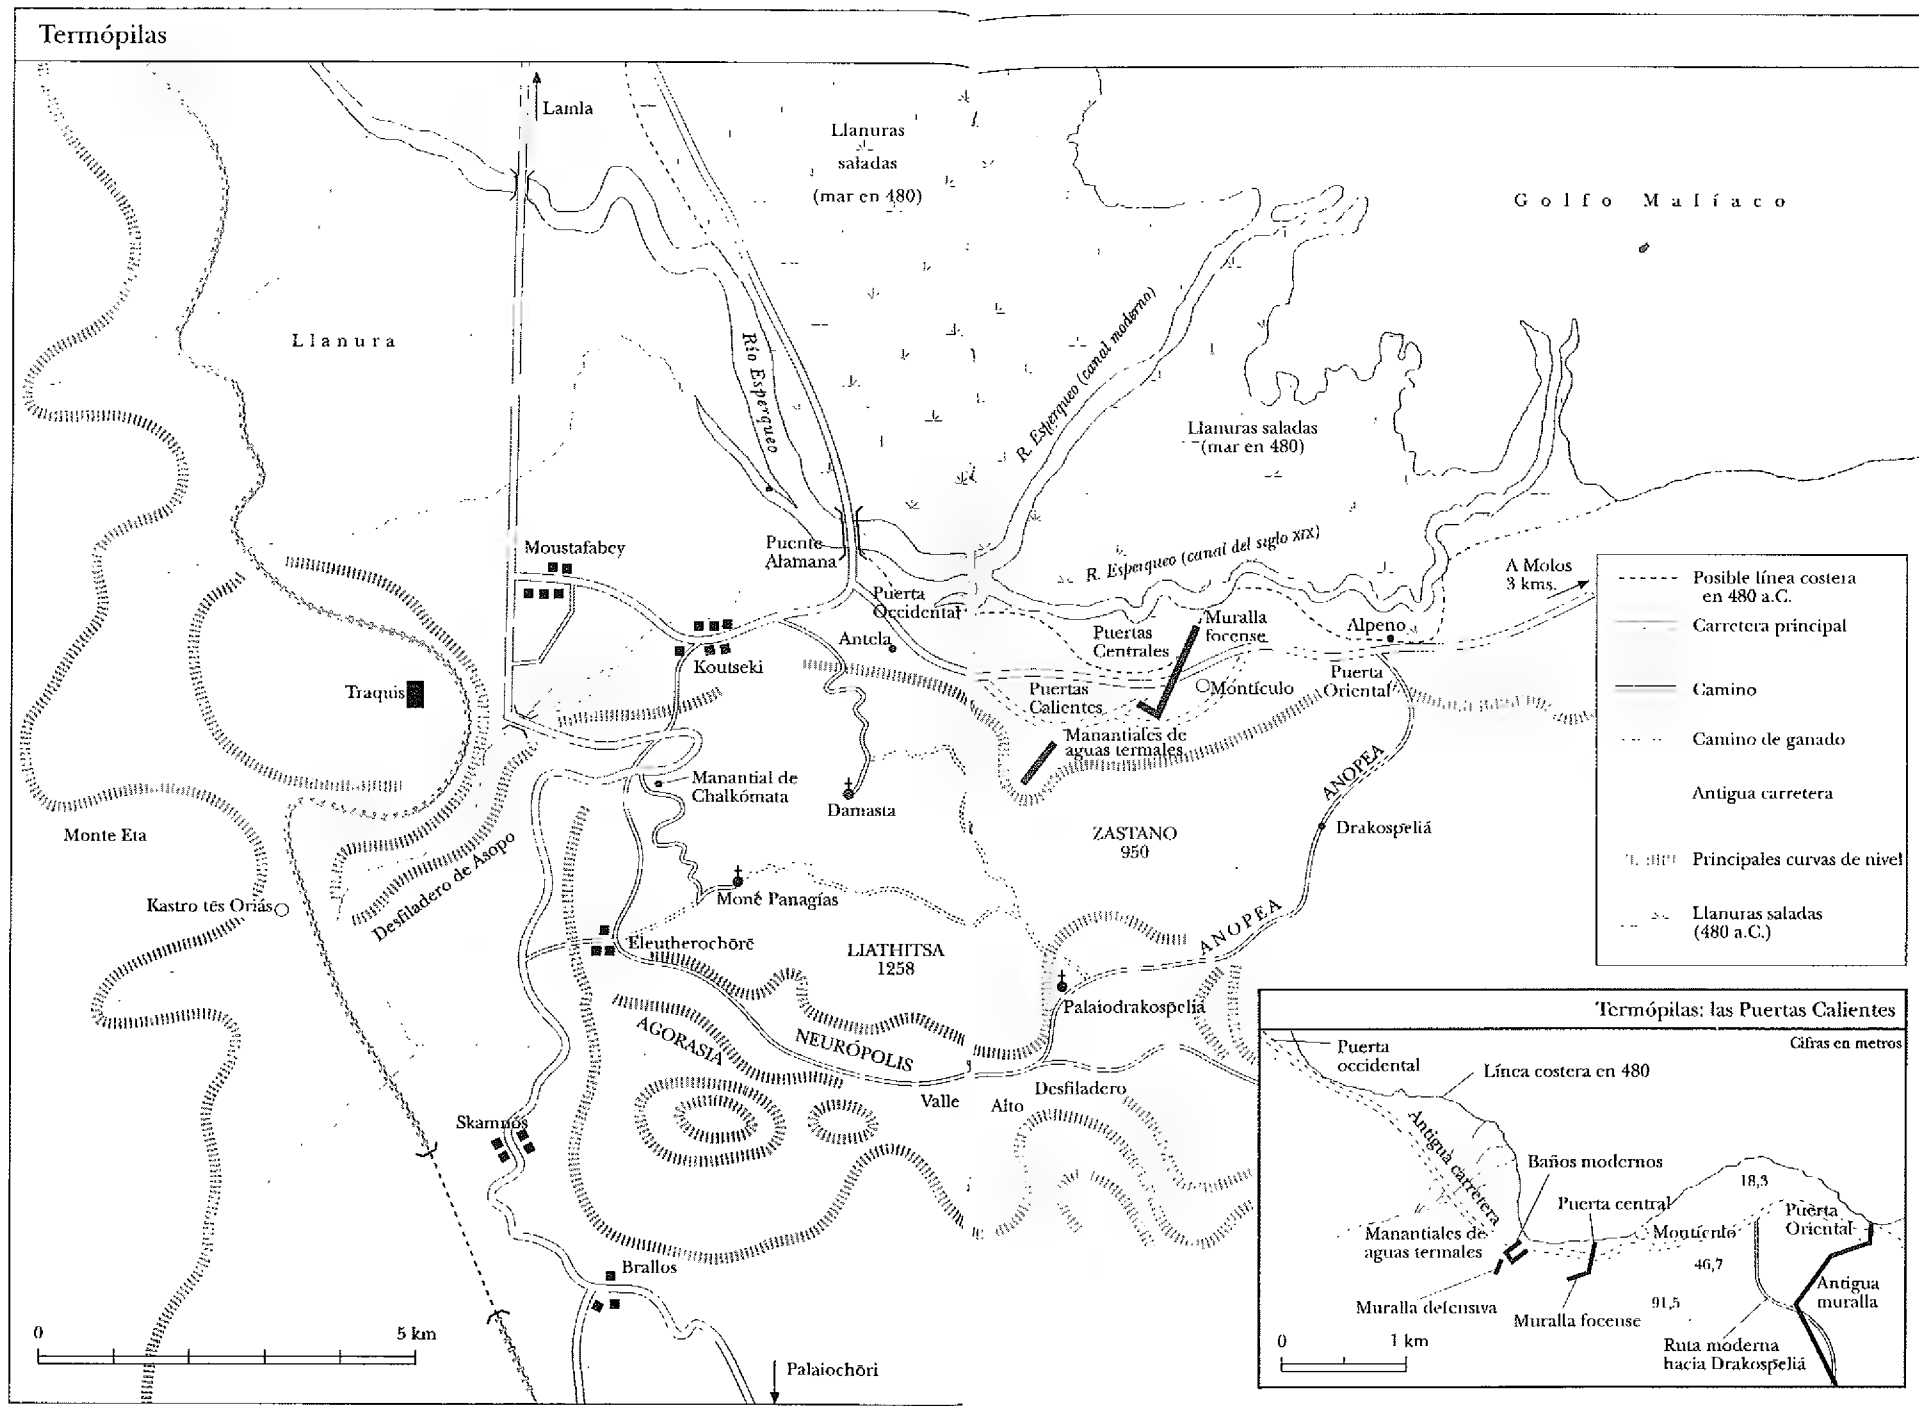 Termópilas
Lamla
Llanuras
saladas
(mar en 480)
Golfo Malíaco
Llanura
Río Esperqueo
R. Esperqueo (canal moderno)
Llanuras saladas
(mar en 480)
R. Esperqueo (canal del siglo XIX)
Moustafabey
Puente
Alamana
Puerta
Occidental
Antela
Koutseki
Traquis
Puertas
Centrales
Muralla
focense
Alpeno
A Molos
3 kms.
Puertas
Calientes
Montículo
Puerta
Oriental
Manantiales de
aguas termales
Manantial de
Chalkómata
Damasta
ZASTANO
950
ANOPEA
Drakospeliá
Monte Eta
Desfiladero de Asopo
Kastro tēs Oriás
Moné Panagías
Eleutherochōrē
LIATHITSA
1258
ANOPEA
Palaiodrakospeliá
AGORASIA
NEURÓPOLIS
Valle
Alto
Desfiladero
Skamnos
Brallos
Palaiochōri
0
5 km
Posible línea costera
en 480 a.C.
Carretera principal
Camino
Camino de ganado
Antigua carretera
Principales curvas de nivel
Llanuras saladas
(480 a.C.)
Termópilas: las Puertas Calientes
Cifras en metros
Puerta
occidental
Línea costera en 480
Antigua carretera
Baños modernos
Puerta central
18,3
Puerta
Oriental
Manantiales de
aguas termales
Montículo
46,7
Antigua
muralla
Muralla defensiva
91,5
Muralla focense
Ruta moderna
hacia Drakospeliá
0
1 km